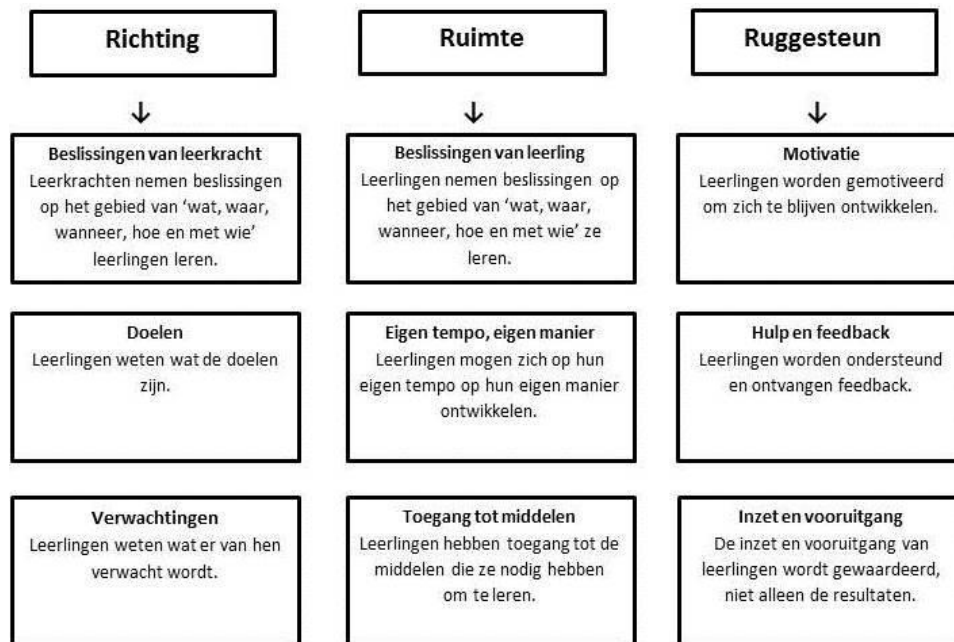 Richting
Beslissingen van leerkracht
Leerkrachten nemen beslissingen
op het gebied van ‘wat, waar,
wanneer, hoe en met wie’
leerlingen leren.
Doelen
Leerlingen weten wat de doelen
zijn.
Verwachtingen
Leerlingen weten wat er van hen
verwacht wordt.
Ruimte
Beslissingen van leerling
Leerlingen nemen beslissingen op
het gebied van ‘wat, waar,
wanneer, hoe en met wie’ ze
leren.
Eigen tempo, eigen manier
Leerlingen mogen zich op hun
eigen tempo op hun eigen manier
ontwikkelen.
Toegang tot middelen
Leerlingen hebben toegang tot de
middelen die ze nodig hebben
om te leren.
Ruggesteun
Motivatie
Leerlingen worden gemotiveerd
om zich te blijven ontwikkelen.
Hulp en feedback
Leerlingen worden ondersteund
en ontvangen feedback.
Inzet en vooruitgang
De inzet en vooruitgang van
leerlingen wordt gewaardeerd,
niet alleen de resultaten.